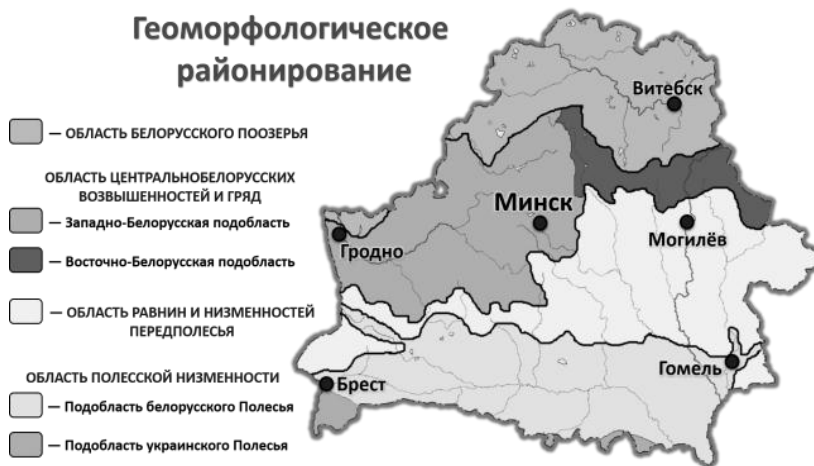 Геоморфологическое
районирование
— ОБЛАСТЬ БЕЛОРУССКОГО ПООЗЕРЬЯ
ОБЛАСТЬ ЦЕНТРАЛЬНОБЕЛОРУССКИХ
ВОЗВЫШЕННОСТЕЙ И ГРЯД
— Западно-Белорусская подобласть
— Восточно-Белорусская подобласть
— ОБЛАСТЬ РАВНИН И НИЗМЕННОСТЕЙ
ПЕРЕДПОЛЕСЬЯ
ОБЛАСТЬ ПОЛЕССКОЙ НИЗМЕННОСТИ
— Подобласть белорусского Полесья
— Подобласть украинского Полесья
Витебск
Минск
Могилёв
Гродно
Гомель
Брест